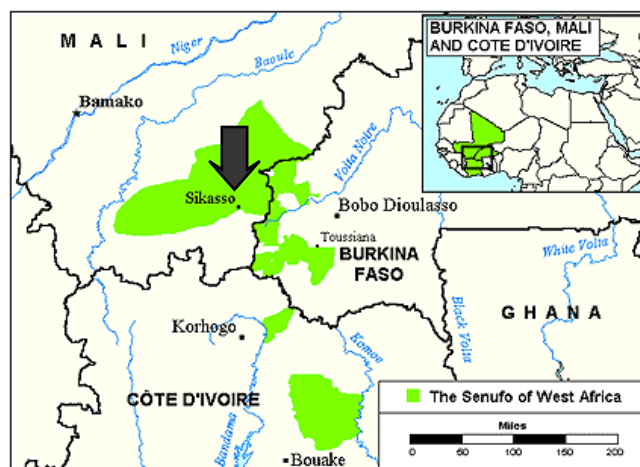 MALI
Niger
Baoule
BURKINA FASO, MALI
AND COTE D'IVOIRE
Bamako
Volta Noire
Sikasso
Bobo Dioulasso
Toussiana
BURKINA
FASO
White Volta
GHANA
Black Volta
Korhogo
Komoe
CÔTE D'IVOIRE
Bandama
Bouake
The Senufo of West Africa
Miles
0 50 100 150 200